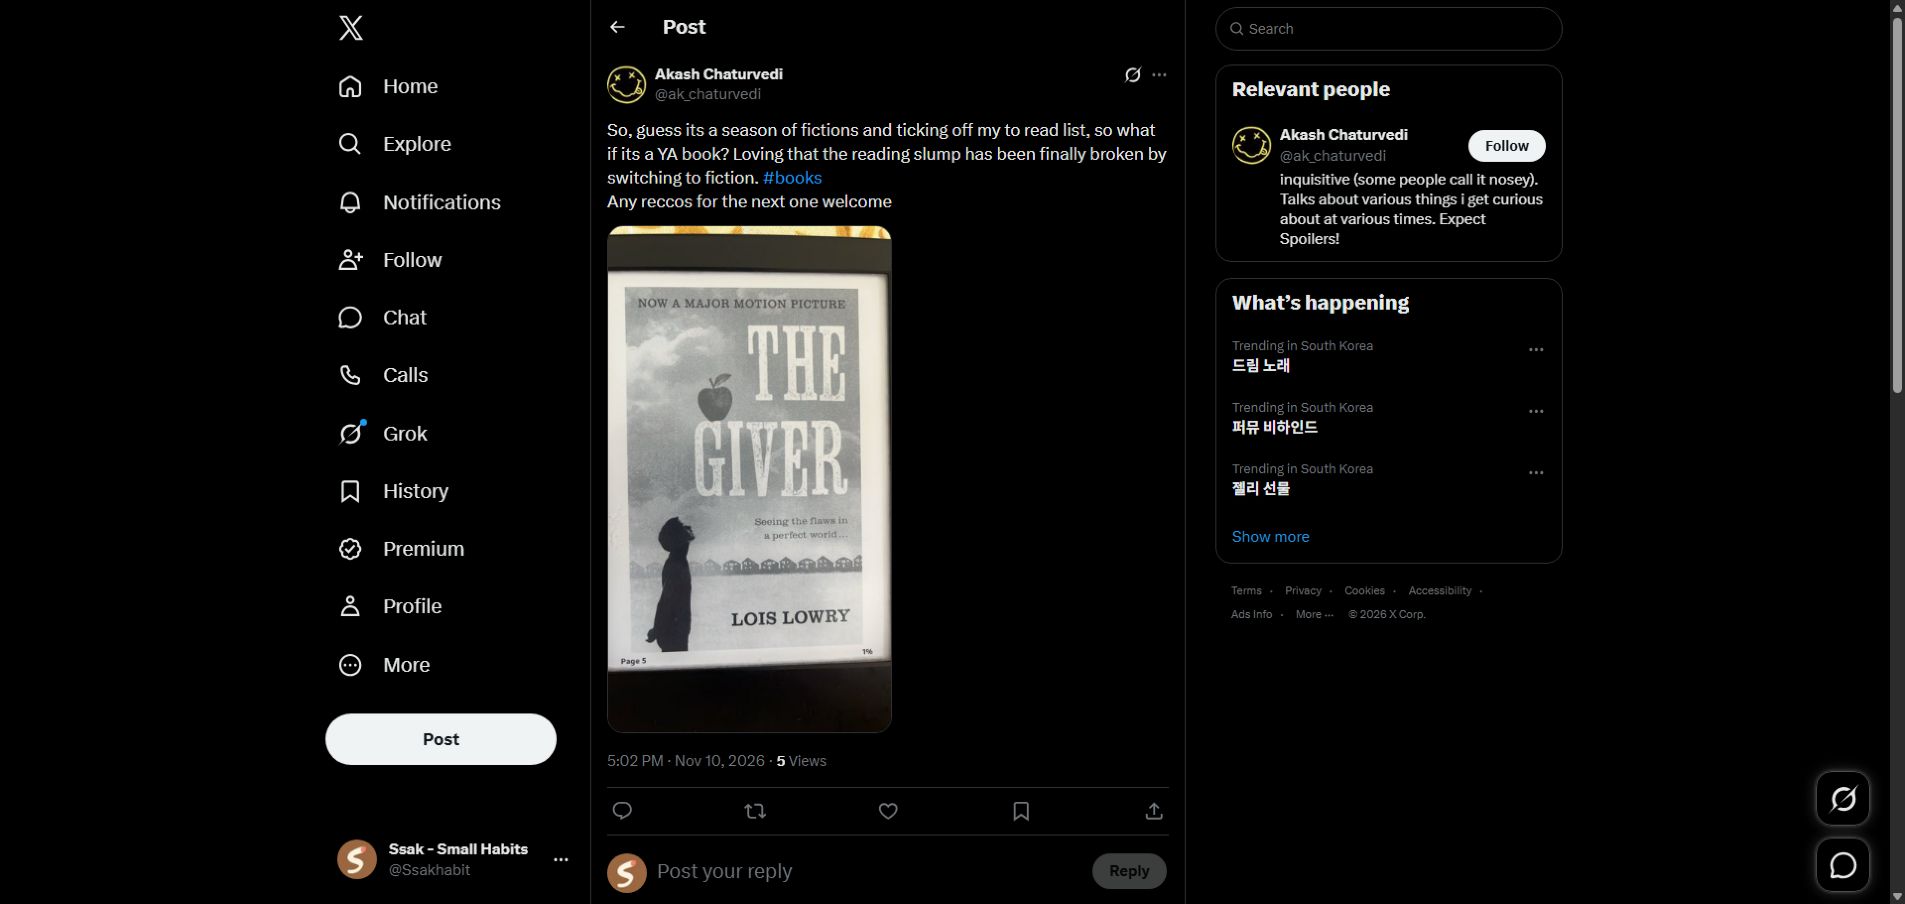 Home
Explore
Notifications
Follow
Chat
Calls
Grok
History
Premium
Profile
More
Post
Ssak - Small Habits
@Ssakhabit
Post
Akash Chaturvedi
@ak_chaturvedi
So, guess its a season of fictions and ticking off my to read list, so what
if its a YA book? Loving that the reading slump has been finally broken by
switching to fiction. #books
Any reccos for the next one welcome
NOW A MAJOR MOTION PICTURE
THE
GIVER
Seeing the flaws in
a perfect world...
LOIS LOWRY
Page 5
1%
5:02 PM · Nov 10, 2026 · 5 Views
Post your reply
Reply
Search
Relevant people
Akash Chaturvedi
@ak_chaturvedi
Follow
inquisitive (some people call it nosey).
Talks about various things i get curious
about at various times. Expect
Spoilers!
What's happening
Trending in South Korea
드림 노래
Trending in South Korea
퍼뮤 비하인드
Trending in South Korea
젤리 선물
Show more
Terms · Privacy · Cookies · Accessibility ·
Ads Info · More ··· © 2026 X Corp.